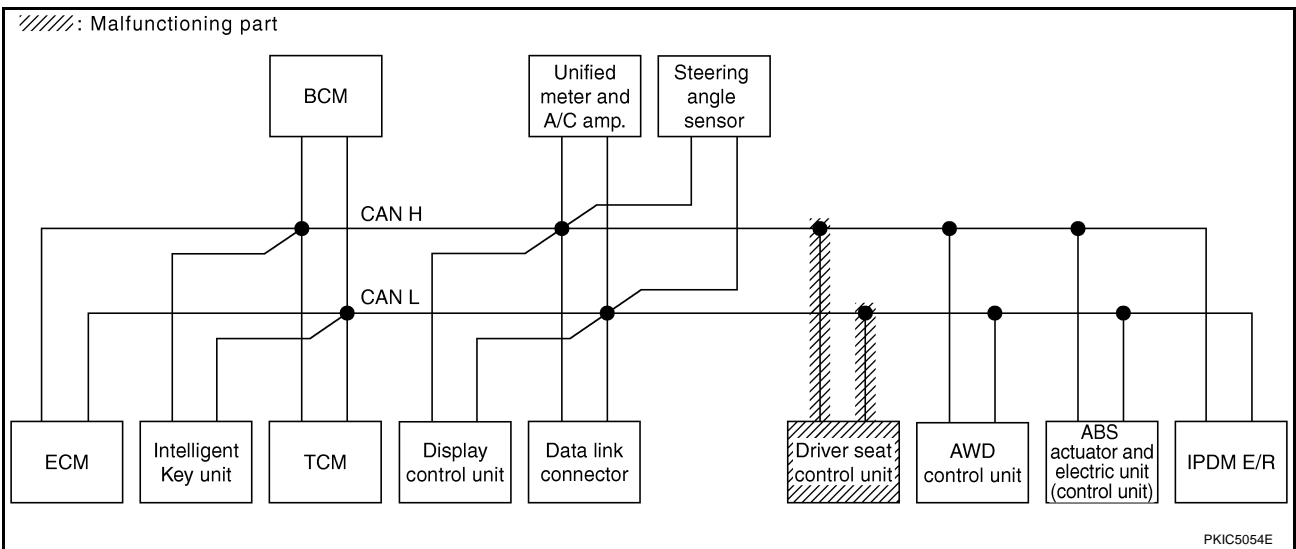 : Malfunctioning part
BCM
Unified
meter and
A/C amp.
Steering
angle
sensor
CAN H
CAN L
ECM
Intelligent
Key unit
TCM
Display
control unit
Data link
connector
Driver seat
control unit
AWD
control unit
ABS
actuator and
electric unit
(control unit)
IPDM E/R
PKIC5054E